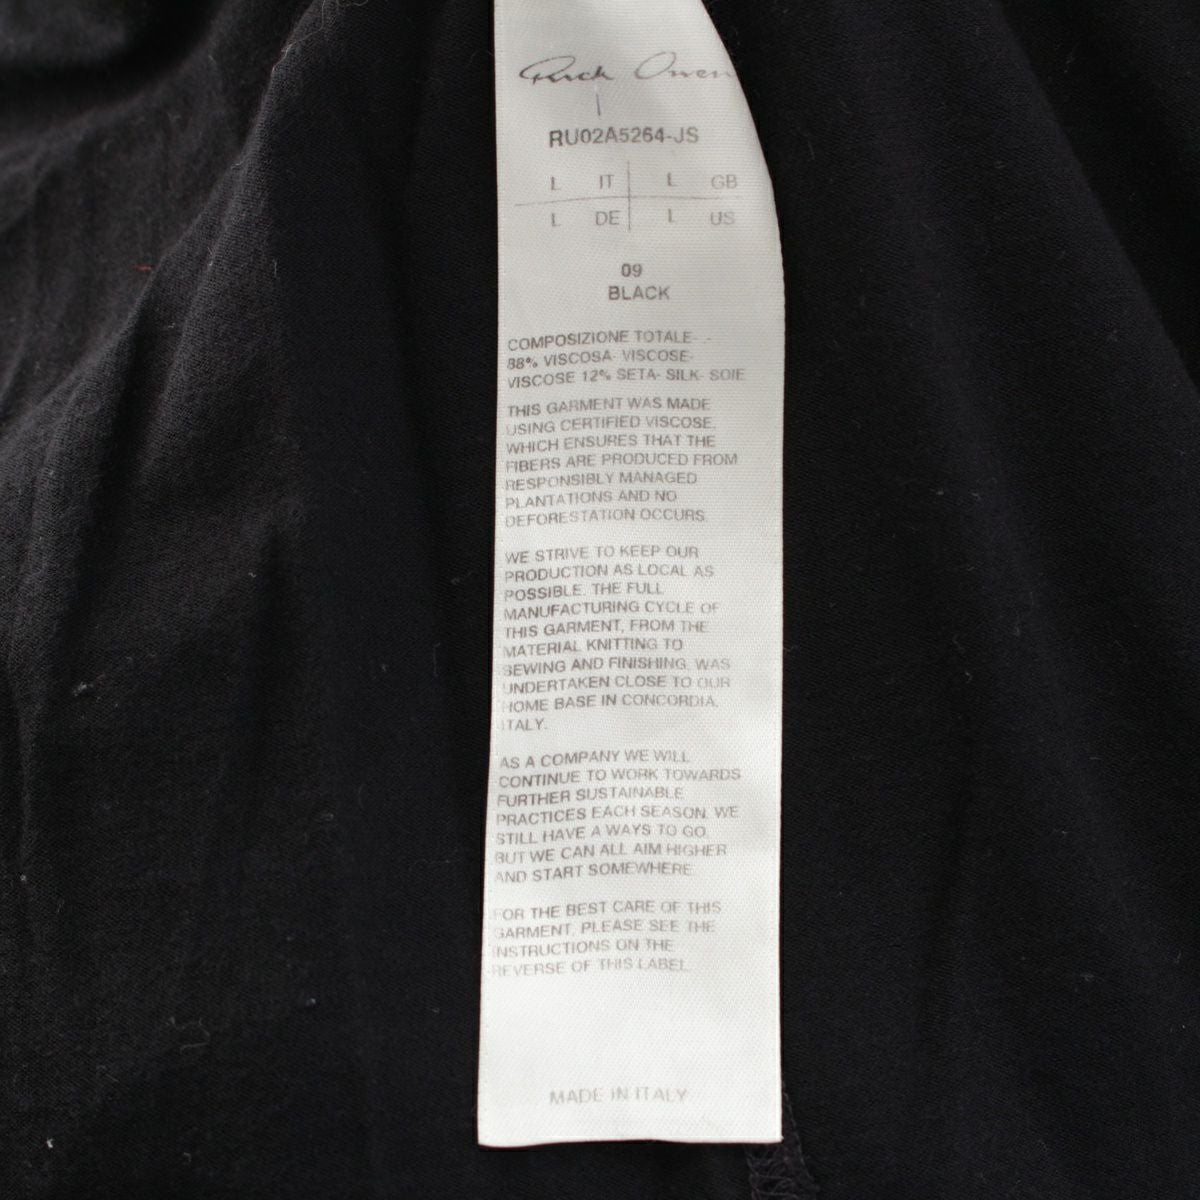 Rick Owen
RU02A5264-JS
L IT L GB
L DE L US
09
BLACK
COMPOSIZIONE TOTALE-
88% VISCOSA- VISCOSE-
VISCOSE 12% SETA- SILK- SOIE
THIS GARMENT WAS MADE
USING CERTIFIED VISCOSE,
WHICH ENSURES THAT THE
FIBERS ARE PRODUCED FROM
RESPONSIBLY MANAGED
PLANTATIONS AND NO
DEFORESTATION OCCURS.
WE STRIVE TO KEEP OUR
PRODUCTION AS LOCAL AS
POSSIBLE. THE FULL
MANUFACTURING CYCLE OF
THIS GARMENT, FROM THE
MATERIAL KNITTING TO
SEWING AND FINISHING, WAS
UNDERTAKEN CLOSE TO OUR
HOME BASE IN CONCORDIA,
ITALY.
AS A COMPANY WE WILL
CONTINUE TO WORK TOWARDS
FURTHER SUSTAINABLE
PRACTICES EACH SEASON. WE
STILL HAVE A WAYS TO GO,
BUT WE CAN ALL AIM HIGHER
AND START SOMEWHERE.
FOR THE BEST CARE OF THIS
GARMENT, PLEASE SEE THE
INSTRUCTIONS ON THE
REVERSE OF THIS LABEL.
MADE IN ITALY